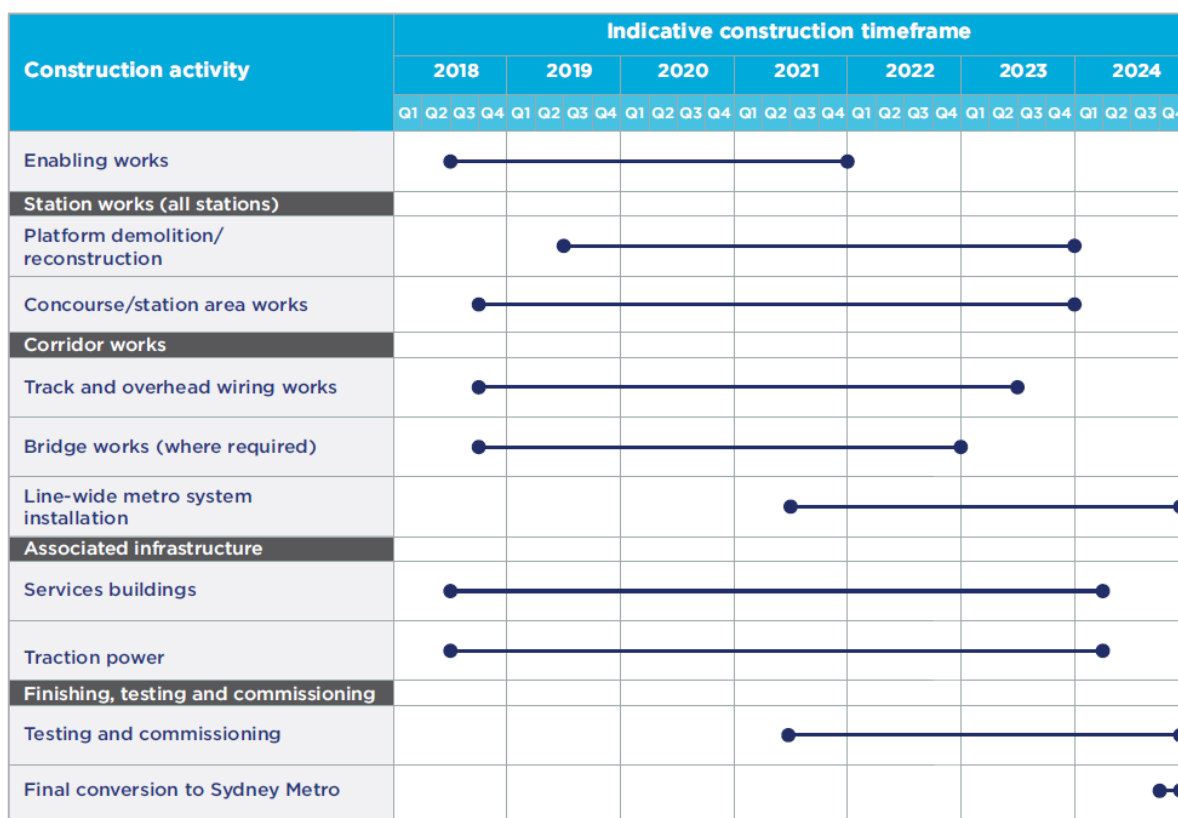 Indicative construction timeframe
Construction activity
2018 2019 2020 2021 2022 2023 2024
Q1 Q2 Q3 Q4 Q1 Q2 Q3 Q4 Q1 Q2 Q3 Q4 Q1 Q2 Q3 Q4 Q1 Q2 Q3 Q4 Q1 Q2 Q3 Q4 Q1 Q2 Q3 Q4
Enabling works
Station works (all stations)
Platform demolition/
reconstruction
Concourse/station area works
Corridor works
Track and overhead wiring works
Bridge works (where required)
Line-wide metro system
installation
Associated infrastructure
Services buildings
Traction power
Finishing, testing and commissioning
Testing and commissioning
Final conversion to Sydney Metro